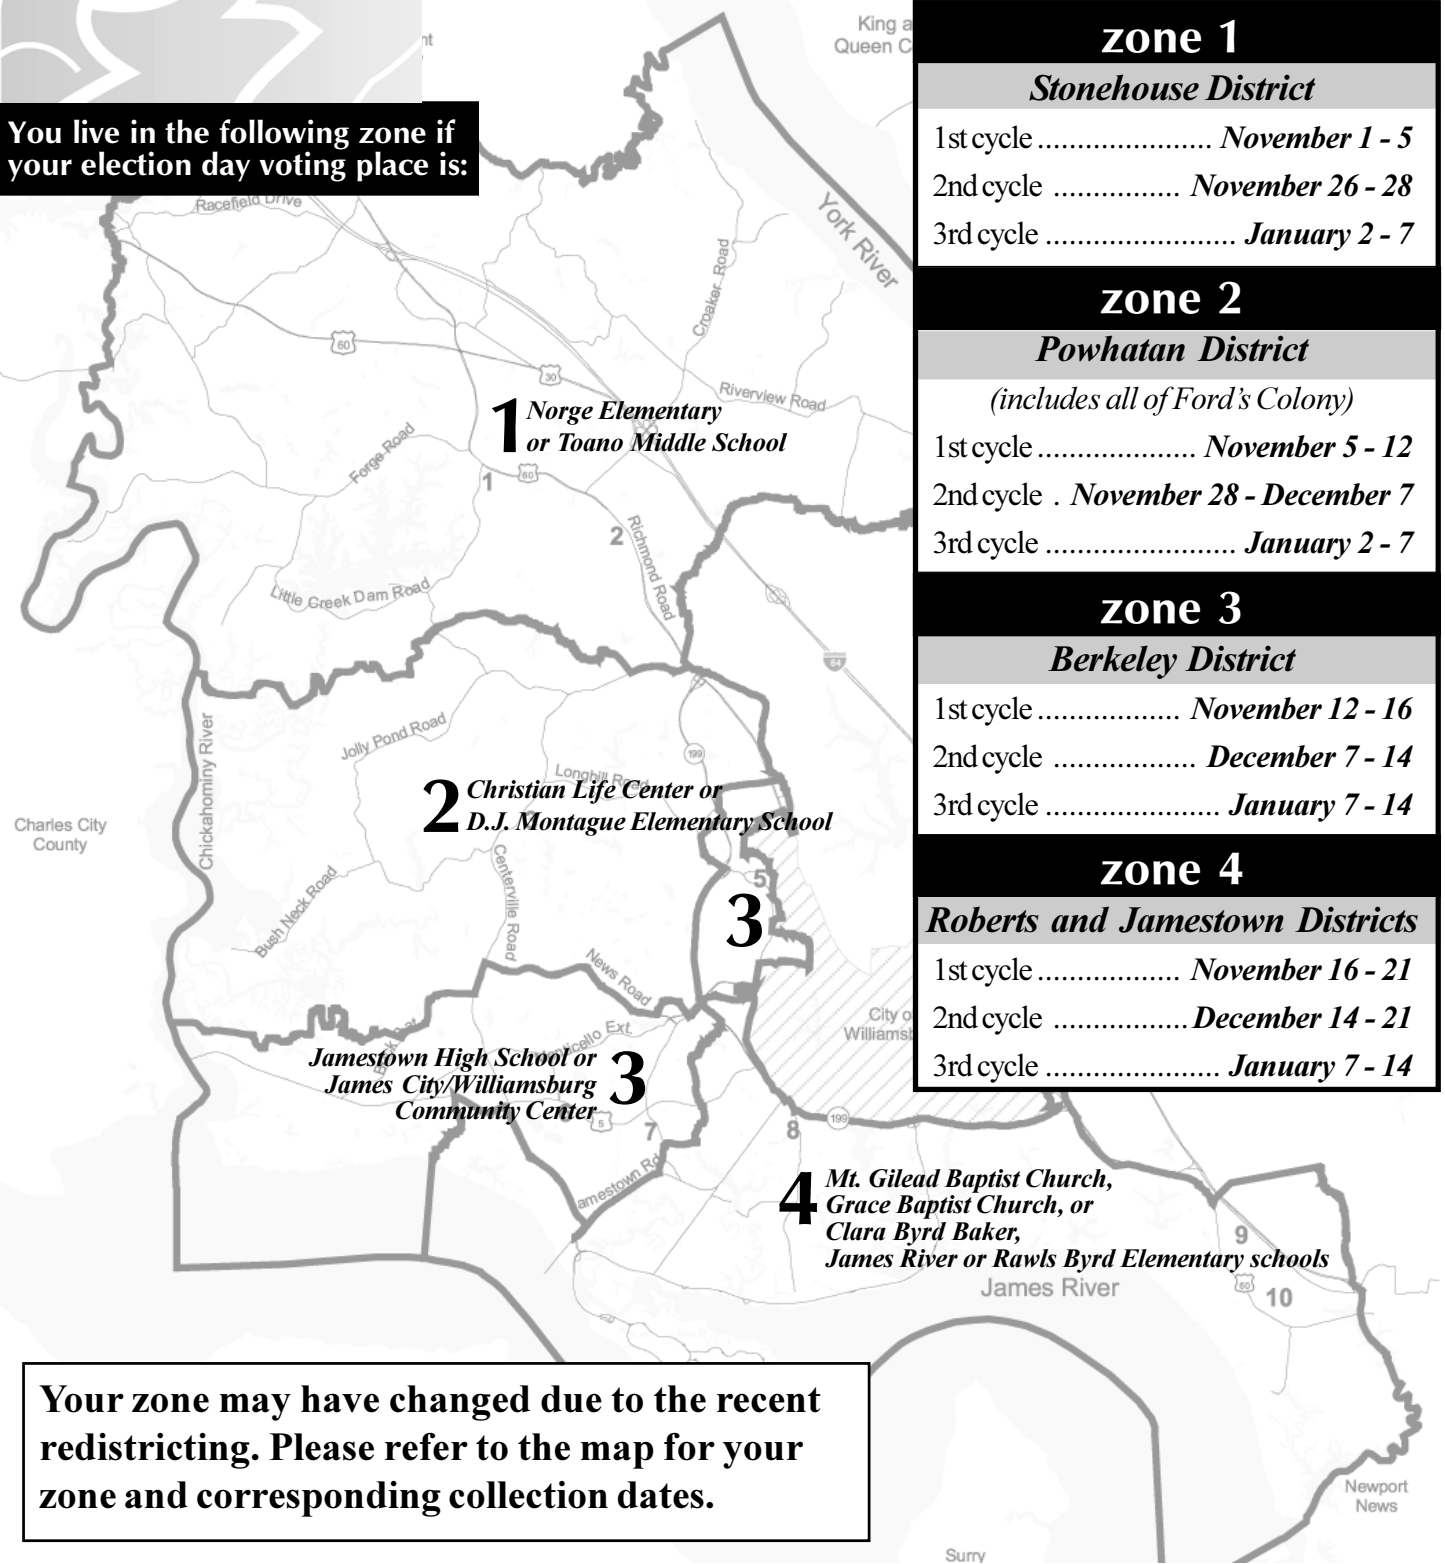 You live in the following zone if
your election day voting place is:
King a
Queen C
nt
Racefield Drive
York River
Croaker Road
60
30
Riverview Road
1
Norge Elementary
or Toano Middle School
Forge Road
60
1
2
Richmond Road
Little Creek Dam Road
64
Chickahominy River
Jolly Pond Road
199
Longhill Road
2
Christian Life Center or
D.J. Montague Elementary School
Charles City
County
Centerville Road
Bush Neck Road
5
3
News Road
City o
Williamsb
Ext.
Jamestown High School or
James City/Williamsburg
Community Center
3
5
7
8
199
amestown Rd
4
Mt. Gilead Baptist Church,
Grace Baptist Church, or
Clara Byrd Baker,
James River or Rawls Byrd Elementary schools
9
James River
60
10
Newport
News
Surry
Your zone may have changed due to the recent
redistricting. Please refer to the map for your
zone and corresponding collection dates.
zone 1
Stonehouse District
1st cycle ...................... November 1 - 5
2nd cycle ................ November 26 - 28
3rd cycle ........................ January 2 - 7
zone 2
Powhatan District
(includes all of Ford's Colony)
1st cycle .................... November 5 - 12
2nd cycle . November 28 - December 7
3rd cycle ........................ January 2 - 7
zone 3
Berkeley District
1st cycle .................. November 12 - 16
2nd cycle .................. December 7 - 14
3rd cycle ...................... January 7 - 14
zone 4
Roberts and Jamestown Districts
1st cycle .................. November 16 - 21
2nd cycle ................. December 14 - 21
3rd cycle ...................... January 7 - 14